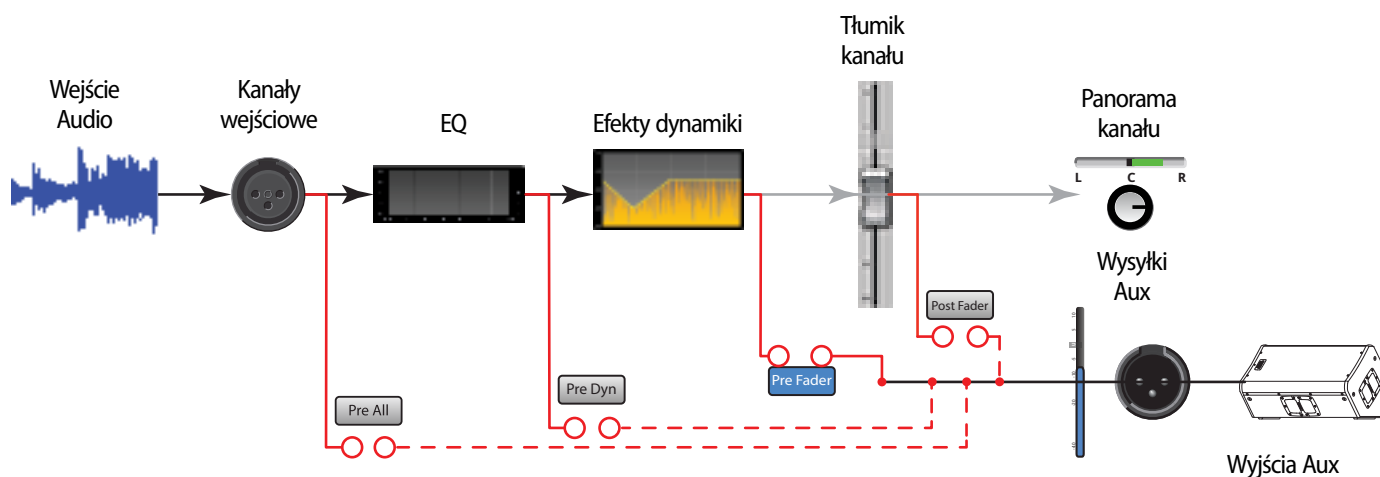 Wejście
Audio
Kanały
wejściowe
EQ
Efekty dynamiki
Tłumik
kanału
Panorama
kanału
L C R
Wysyłki
Aux
Post Fader
Pre Fader
Pre Dyn
Pre All
Wyjścia Aux